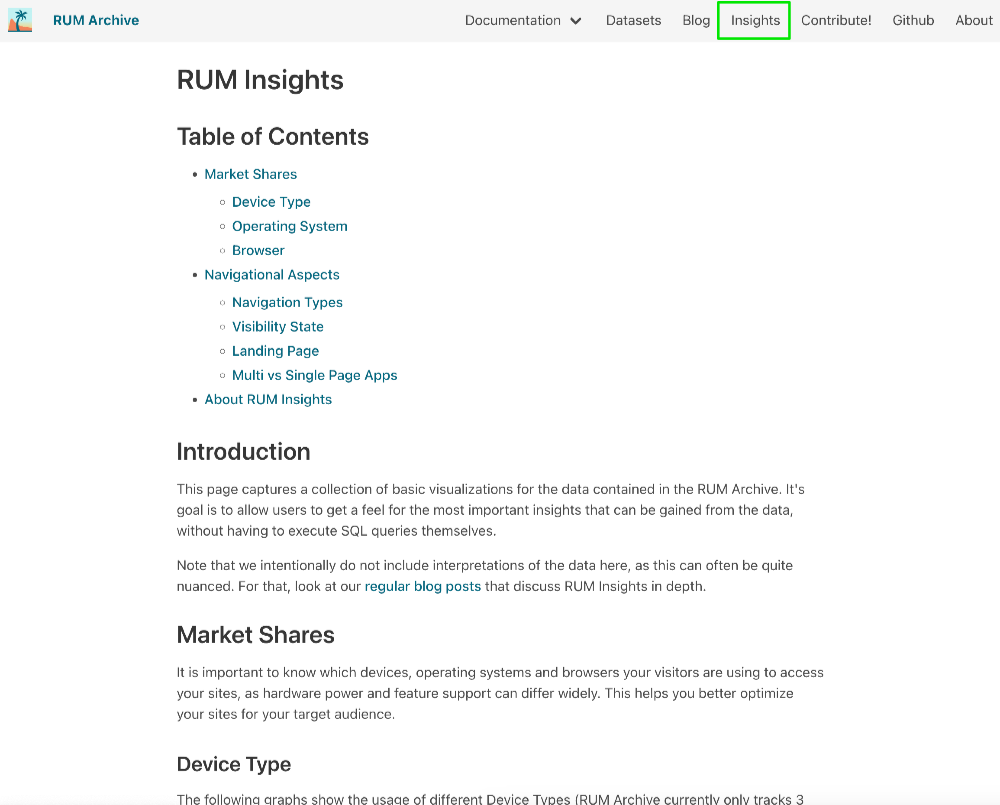 RUM Archive Documentation Datasets Blog Insights Contribute! Github About
RUM Insights
Table of Contents
• Market Shares
◦ Device Type
◦ Operating System
◦ Browser
• Navigational Aspects
◦ Navigation Types
◦ Visibility State
◦ Landing Page
◦ Multi vs Single Page Apps
• About RUM Insights
Introduction
This page captures a collection of basic visualizations for the data contained in the RUM Archive. It's
goal is to allow users to get a feel for the most important insights that can be gained from the data,
without having to execute SQL queries themselves.
Note that we intentionally do not include interpretations of the data here, as this can often be quite
nuanced. For that, look at our regular blog posts that discuss RUM Insights in depth.
Market Shares
It is important to know which devices, operating systems and browsers your visitors are using to access
your sites, as hardware power and feature support can differ widely. This helps you better optimize
your sites for your target audience.
Device Type
The following graphs show the usage of different Device Types (RUM Archive currently only tracks 3